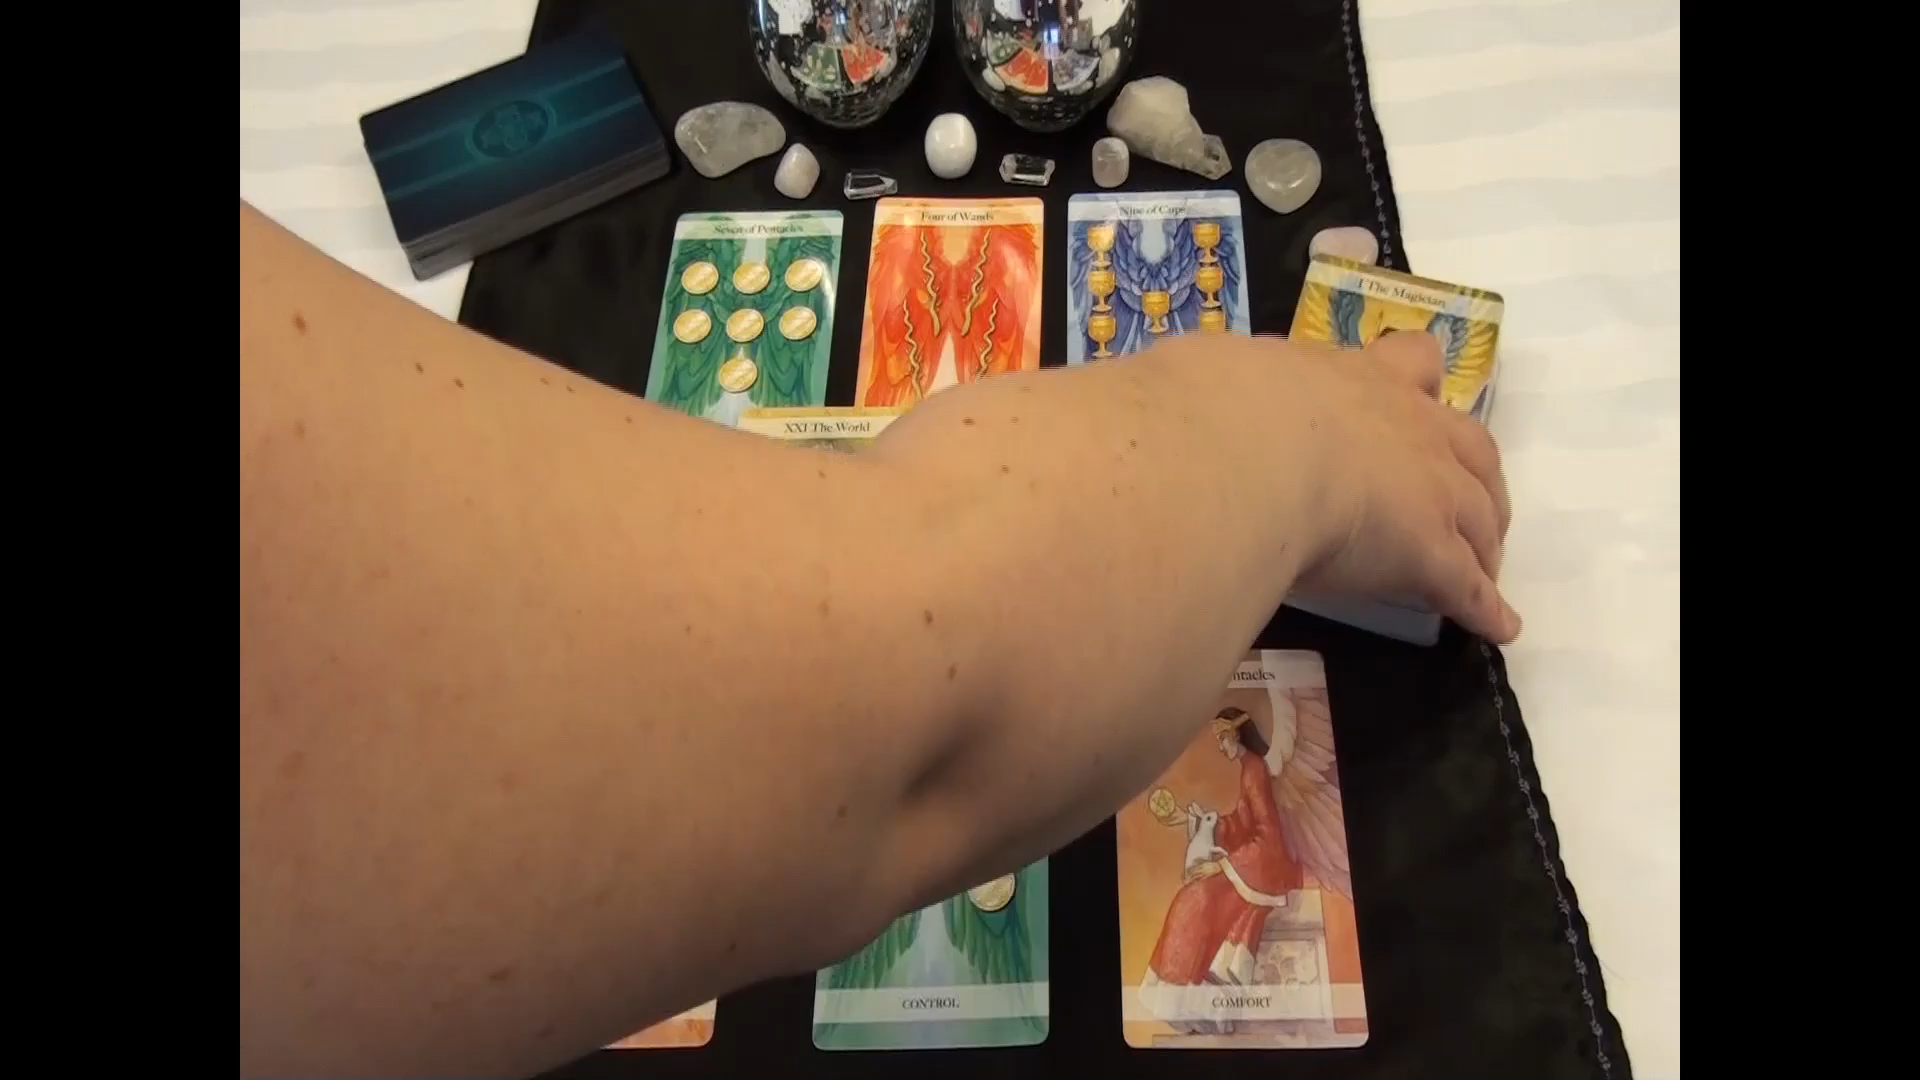 Seven of Pentacles
Four of Wands
Nine of Cups
I The Magician
XXI The World
ntacles
CONTROL
COMFORT